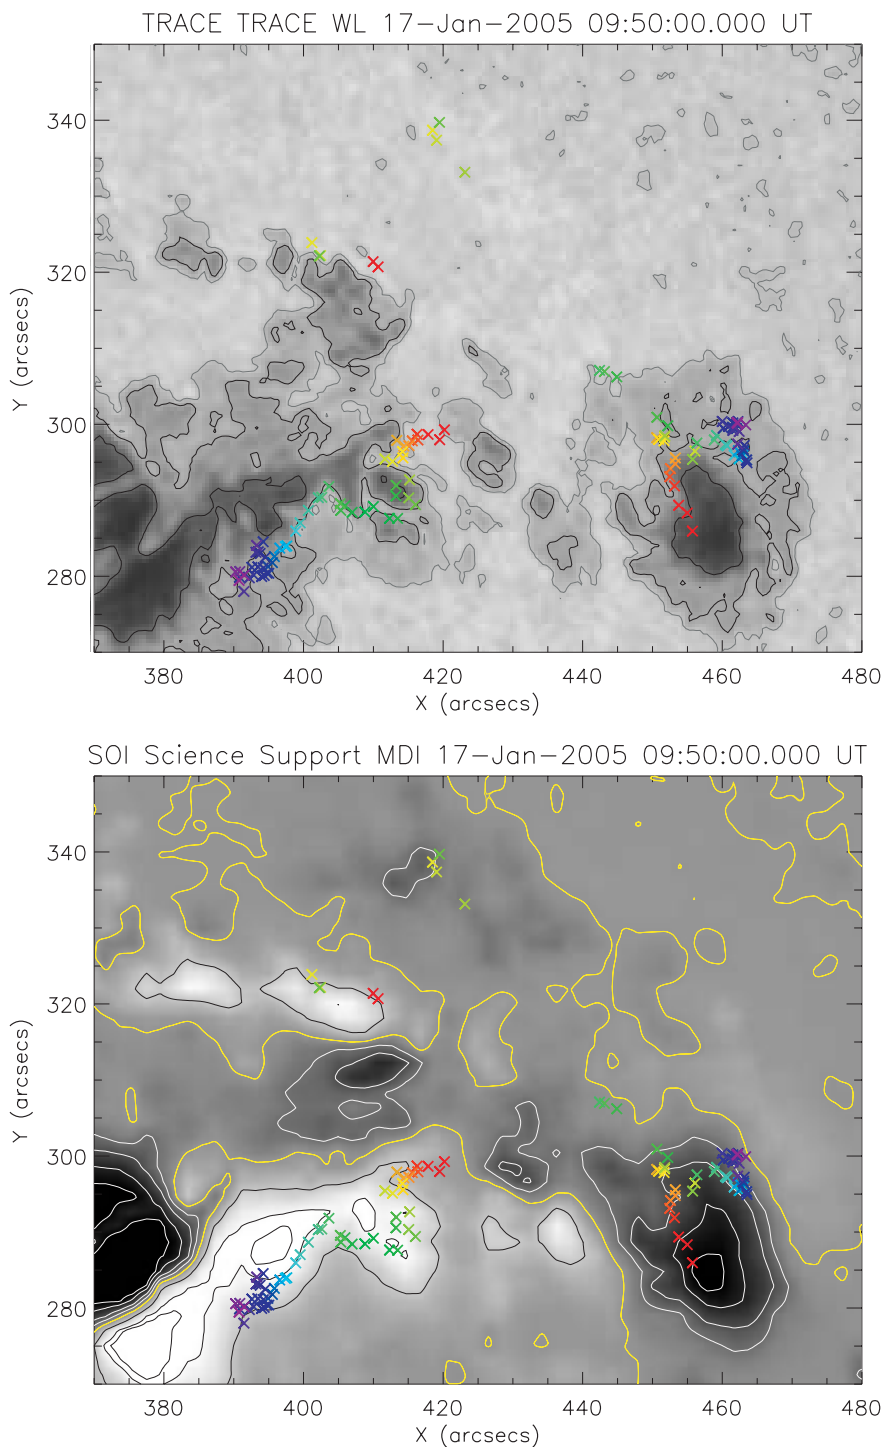 TRACE TRACE WL 17-Jan-2005 09:50:00.000 UT
340
320
300
280
Y (arcsecs)
380 400 420 440 460 480
X (arcsecs)
SOI Science Support MDI 17-Jan-2005 09:50:00.000 UT
340
320
300
280
Y (arcsecs)
380 400 420 440 460 480
X (arcsecs)